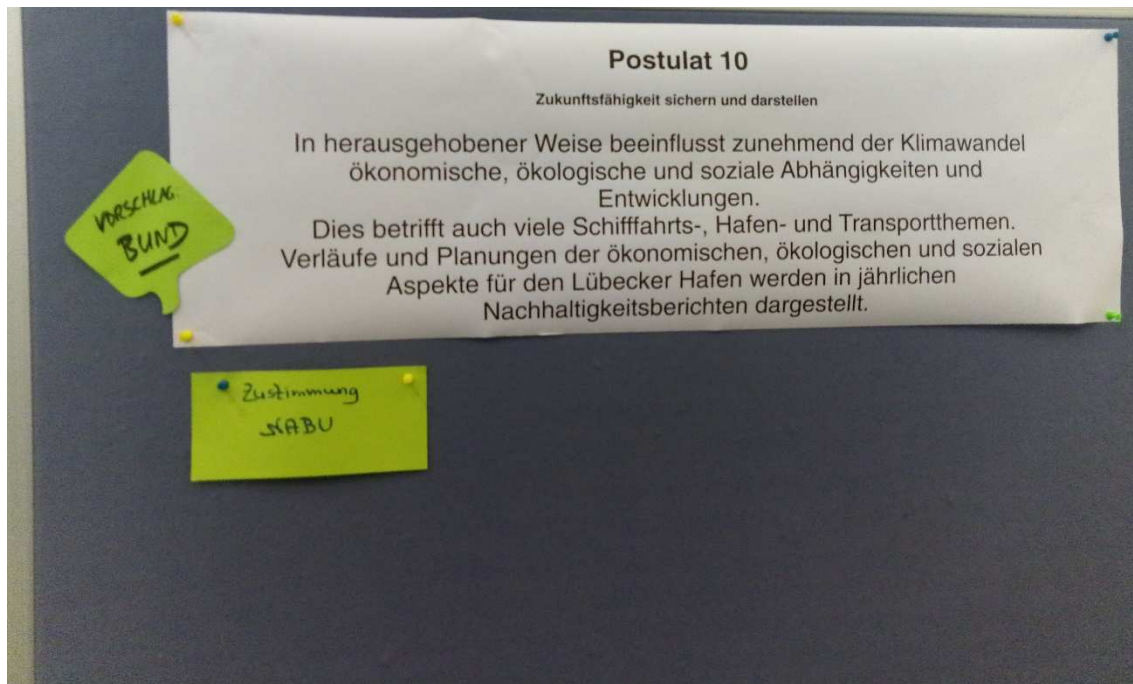 Postulat 10
Zukunftsfähigkeit sichern und darstellen
In herausgehobener Weise beeinflusst zunehmend der Klimawandel
ökonomische, ökologische und soziale Abhängigkeiten und
Entwicklungen.
Dies betrifft auch viele Schifffahrts-, Hafen- und Transportthemen.
Verläufe und Planungen der ökonomischen, ökologischen und sozialen
Aspekte für den Lübecker Hafen werden in jährlichen
Nachhaltigkeitsberichten dargestellt.
VORSCHLAG
BUND
Zustimmung
NABU